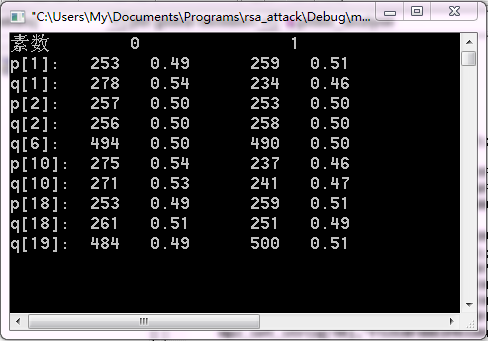 "C:\Users\My\Documents\Programs\rsa_attack\Debug\m...
素数 0 1
p[1]: 253 0.49 259 0.51
q[1]: 278 0.54 234 0.46
p[2]: 257 0.50 253 0.50
q[2]: 256 0.50 258 0.50
q[6]: 494 0.50 490 0.50
p[10]: 275 0.54 237 0.46
q[10]: 271 0.53 241 0.47
p[18]: 253 0.49 259 0.51
q[18]: 261 0.51 251 0.49
q[19]: 484 0.49 500 0.51